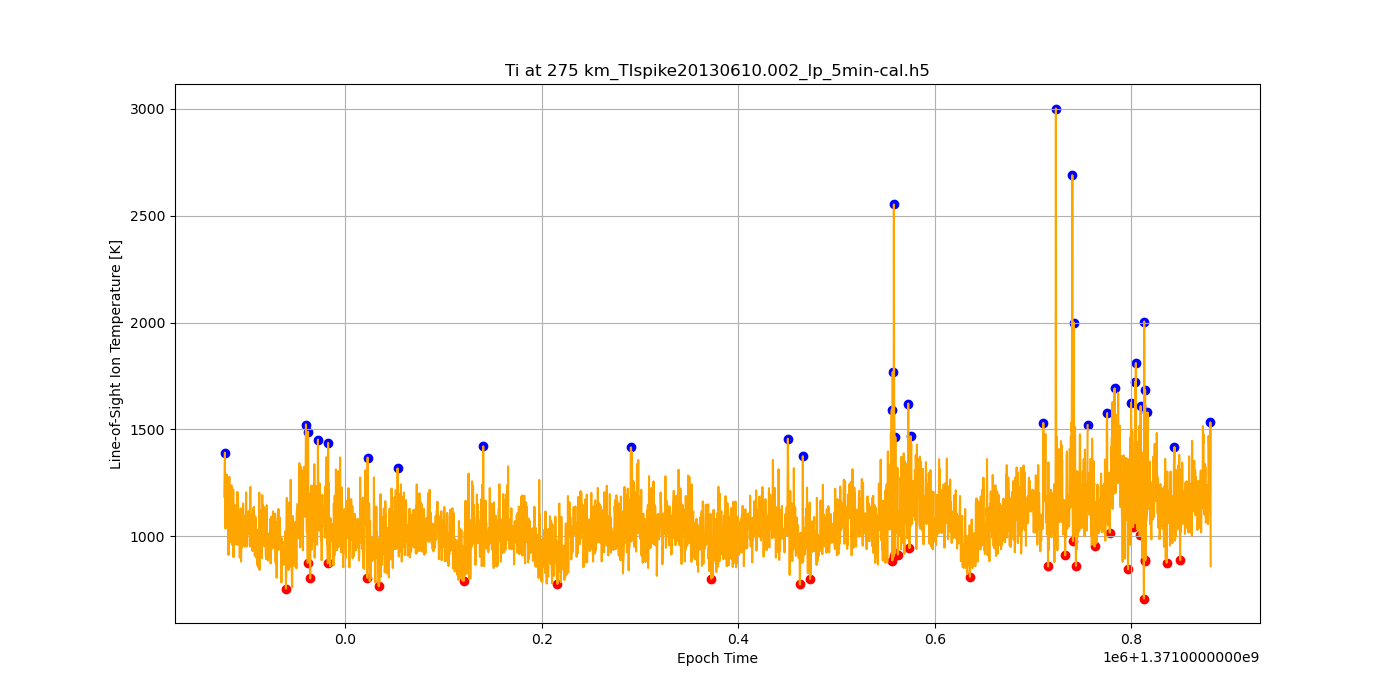 Ti at 275 km_TIspike20130610.002_lp_5min-cal.h5
Line-of-Sight Ion Temperature [K]
3000
2500
2000
1500
1000
0.0 0.2 0.4 0.6 0.8
Epoch Time
1e6+1.3710000000e9